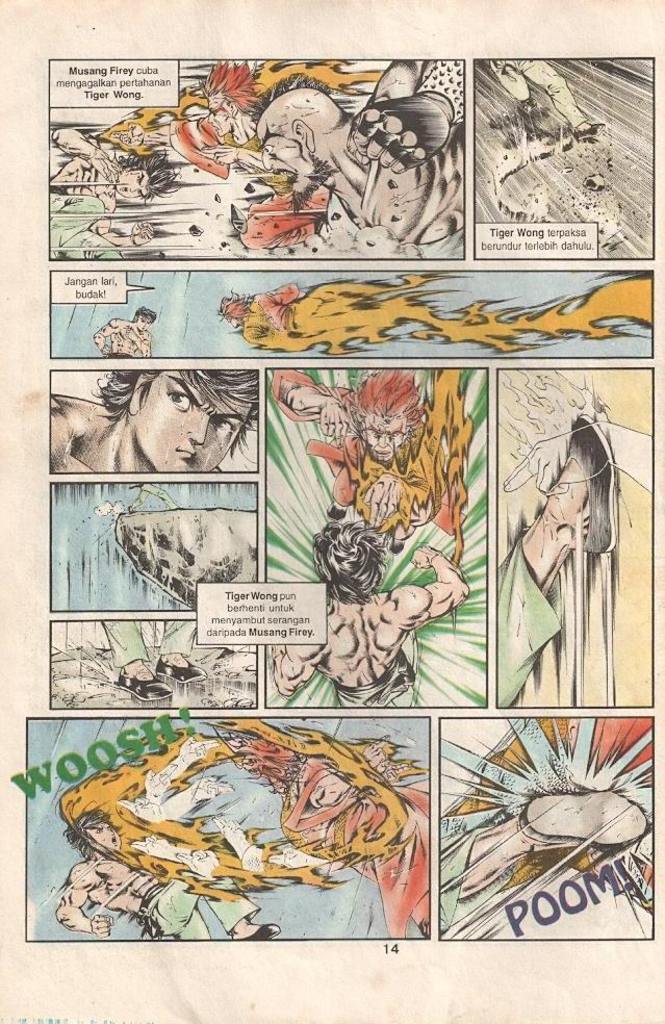 Musang Firey cuba
mengagalkan pertahanan
Tiger Wong.
Tiger Wong terpaksa
berundur terlebih dahulu.
Jangan lari,
budak!
Tiger Wong pun
berhenti untuk
menyambut serangan
daripada Musang Firey.
WOOSH!
POOM!
14